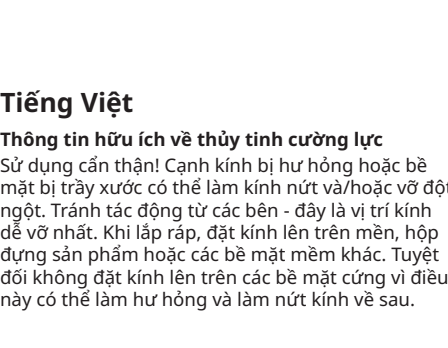 Tiếng Việt
Thông tin hữu ích về thủy tinh cường lực
Sử dụng cẩn thận! Cạnh kính bị hư hỏng hoặc bề
mặt bị trầy xước có thể làm kính nứt và/hoặc vỡ đột
ngột. Tránh tác động từ các bên - đây là vị trí kính
dễ vỡ nhất. Khi lắp ráp, đặt kính lên trên mền, hộp
đựng sản phẩm hoặc các bề mặt mềm khác. Tuyệt
đối không đặt kính lên trên các bề mặt cứng vì điều
này có thể làm hư hỏng và làm nứt kính về sau.